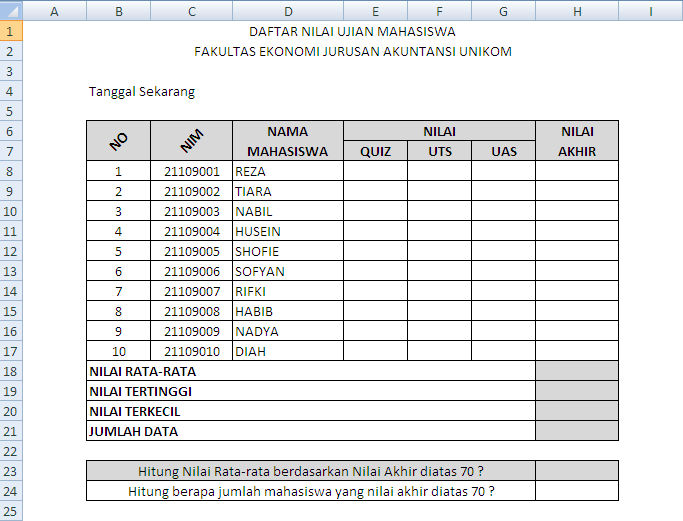 A B C D E F G H I
1 DAFTAR NILAI UJIAN MAHASISWA
2 FAKULTAS EKONOMI JURUSAN AKUNTANSI UNIKOM
3
4 Tanggal Sekarang
5
6 NO NIM NAMA NILAI NILAI
7 MAHASISWA QUIZ UTS UAS AKHIR
8 1 21109001 REZA
9 2 21109002 TIARA
10 3 21109003 NABIL
11 4 21109004 HUSEIN
12 5 21109005 SHOFIE
13 6 21109006 SOFYAN
14 7 21109007 RIFKI
15 8 21109008 HABIB
16 9 21109009 NADYA
17 10 21109010 DIAH
18 NILAI RATA-RATA
19 NILAI TERTINGGI
20 NILAI TERKECIL
21 JUMLAH DATA
22
23 Hitung Nilai Rata-rata berdasarkan Nilai Akhir diatas 70 ?
24 Hitung berapa jumlah mahasiswa yang nilai akhir diatas 70 ?
25